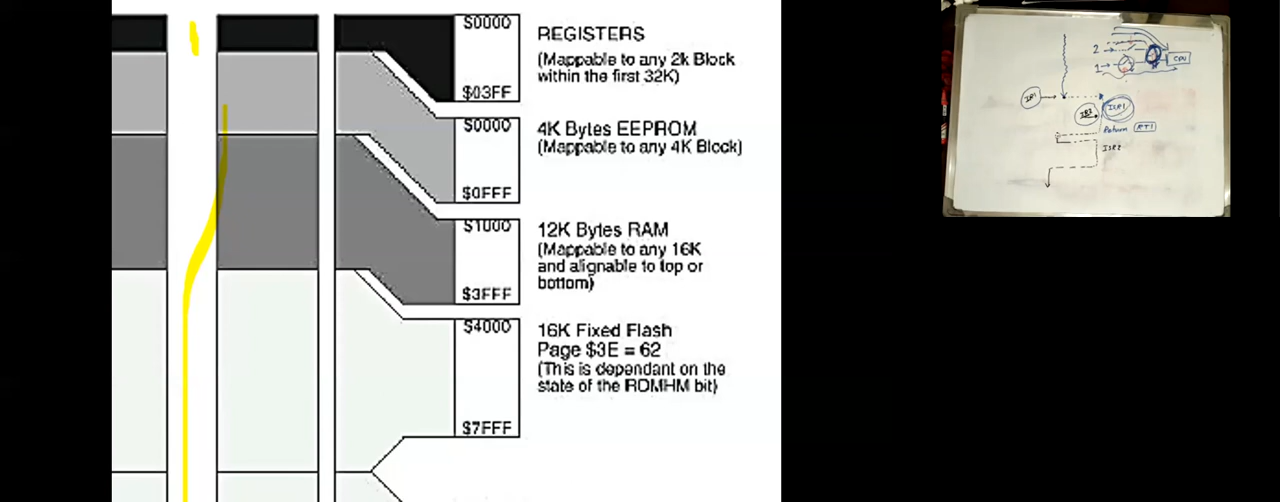 $0000
REGISTERS
(Mappable to any 2k Block
within the first 32K)
$03FF
$0000
4K Bytes EEPROM
(Mappable to any 4K Block)
$0FFF
$1000
12K Bytes RAM
(Mappable to any 16K
and alignable to top or
bottom)
$3FFF
$4000
16K Fixed Flash
Page $3E = 62
(This is dependant on the
state of the ROMHM bit)
$7FFF
2
1
CPU
ISR1
Return RTI
ISR2